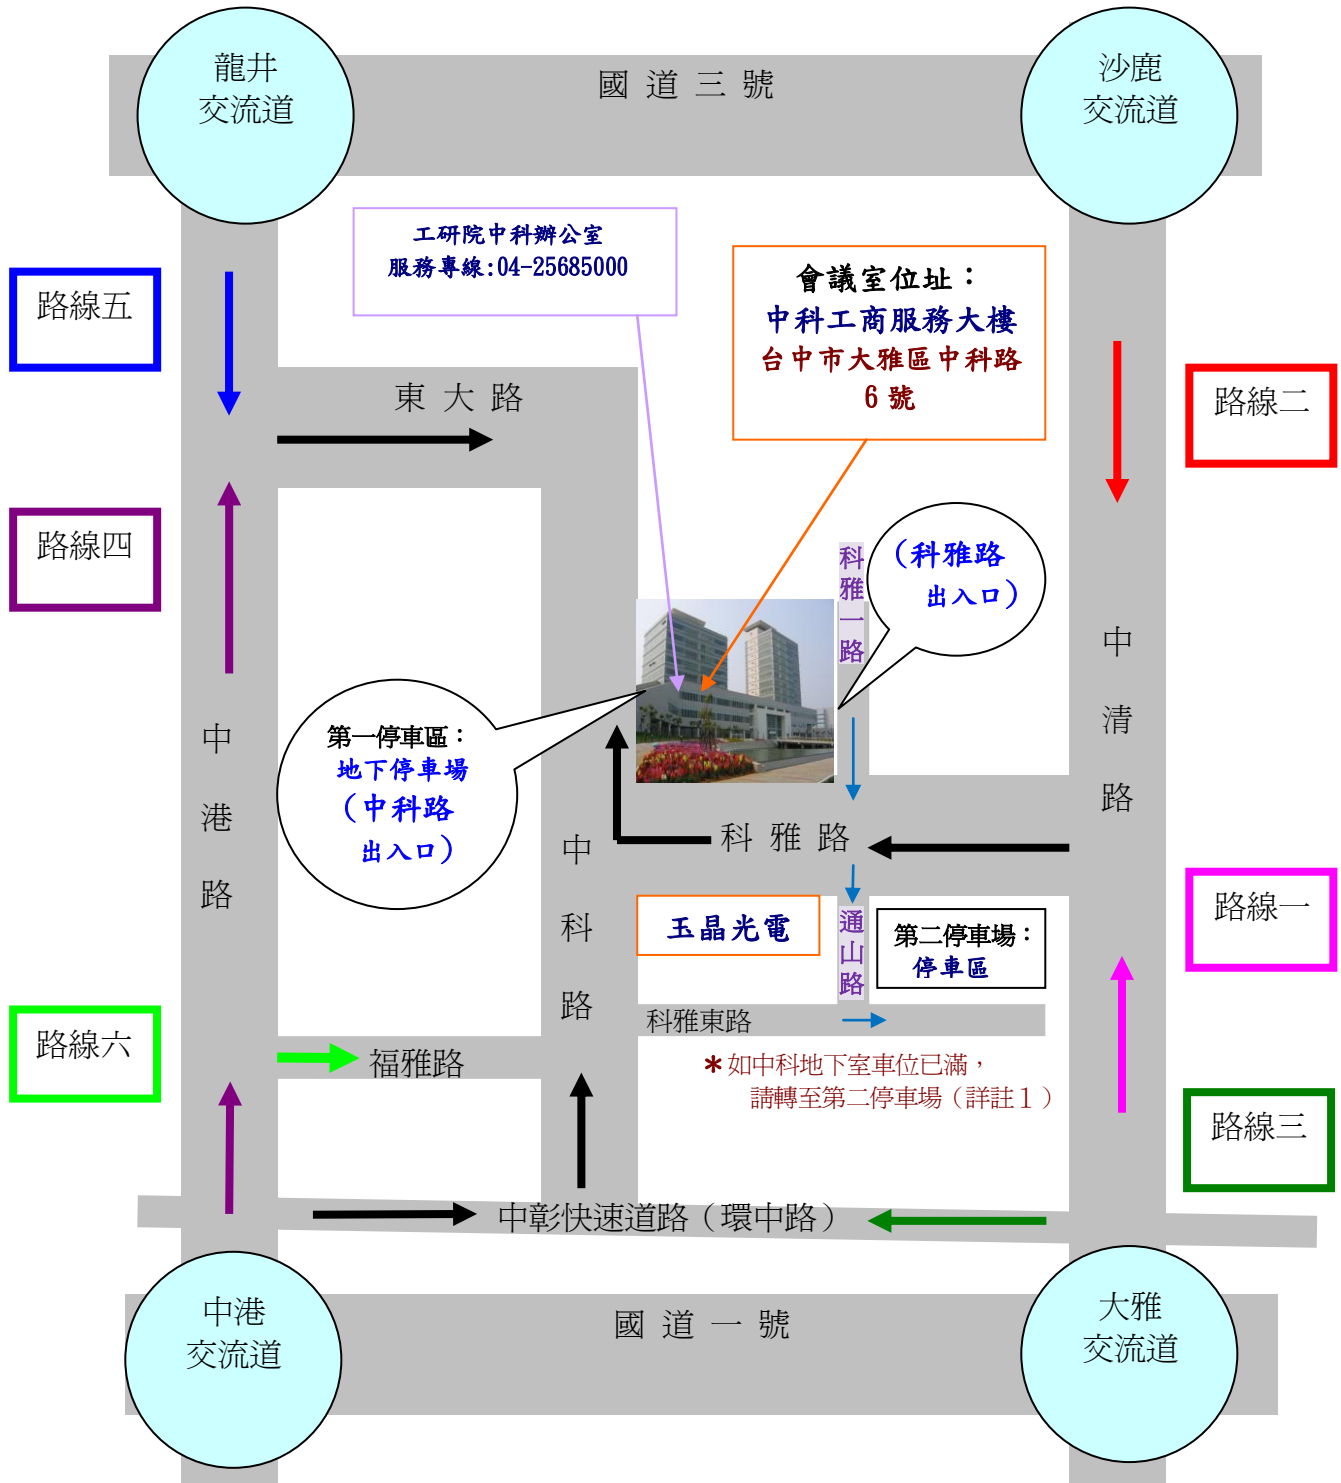 龍井
交流道
國道三號
沙鹿
交流道
工研院中科辦公室
服務專線:04-25685000
會議室位址：
中科工商服務大樓
台中市大雅區中科路
6 號
路線五
路線二
東大路
路線四
科雅一路
（科雅路
出入口）
中清路
中港路
第一停車區：
地下停車場
（中科路
出入口）
科雅路
中科路
路線一
玉晶光電
通山路
第二停車場：
停車區
科雅東路
路線六
福雅路
＊如中科地下室車位已滿，
請轉至第二停車場（詳註１）
路線三
中彰快速道路（環中路）
中港
交流道
國道一號
大雅
交流道